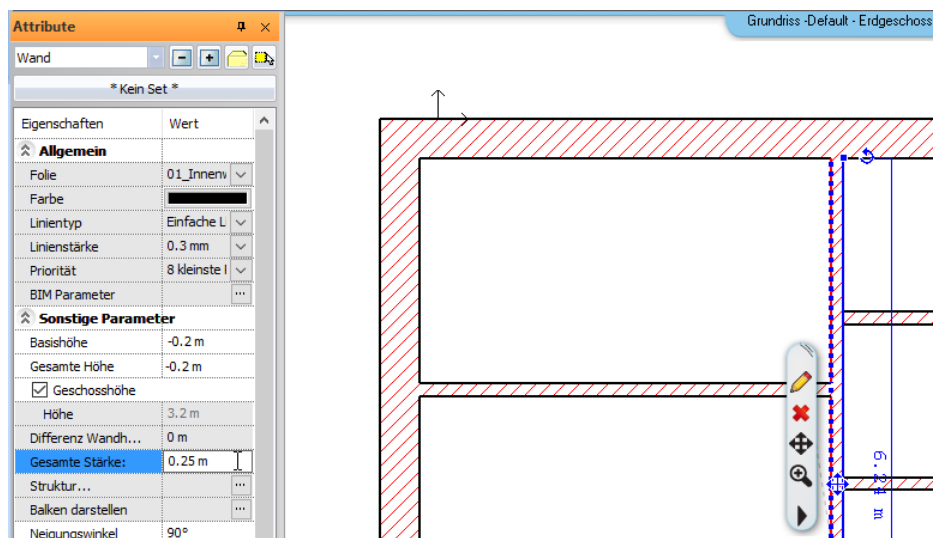 Attribute
Wand
* Kein Set *
Eigenschaften Wert
Allgemein
Folie 01_Innenw
Farbe
Linientyp Einfache L
Linienstärke 0.3 mm
Priorität 8 kleinste
BIM Parameter ...
Sonstige Parameter
Basishöhe -0.2 m
Gesamte Höhe -0.2 m
Geschosshöhe
Höhe 3.2 m
Differenz Wandh... 0 m
Gesamte Stärke: 0.25 m
Struktur... ...
Balken darstellen ...
Neigungswinkel 90°
Grundriss -Default - Erdgeschoss
6.24 m